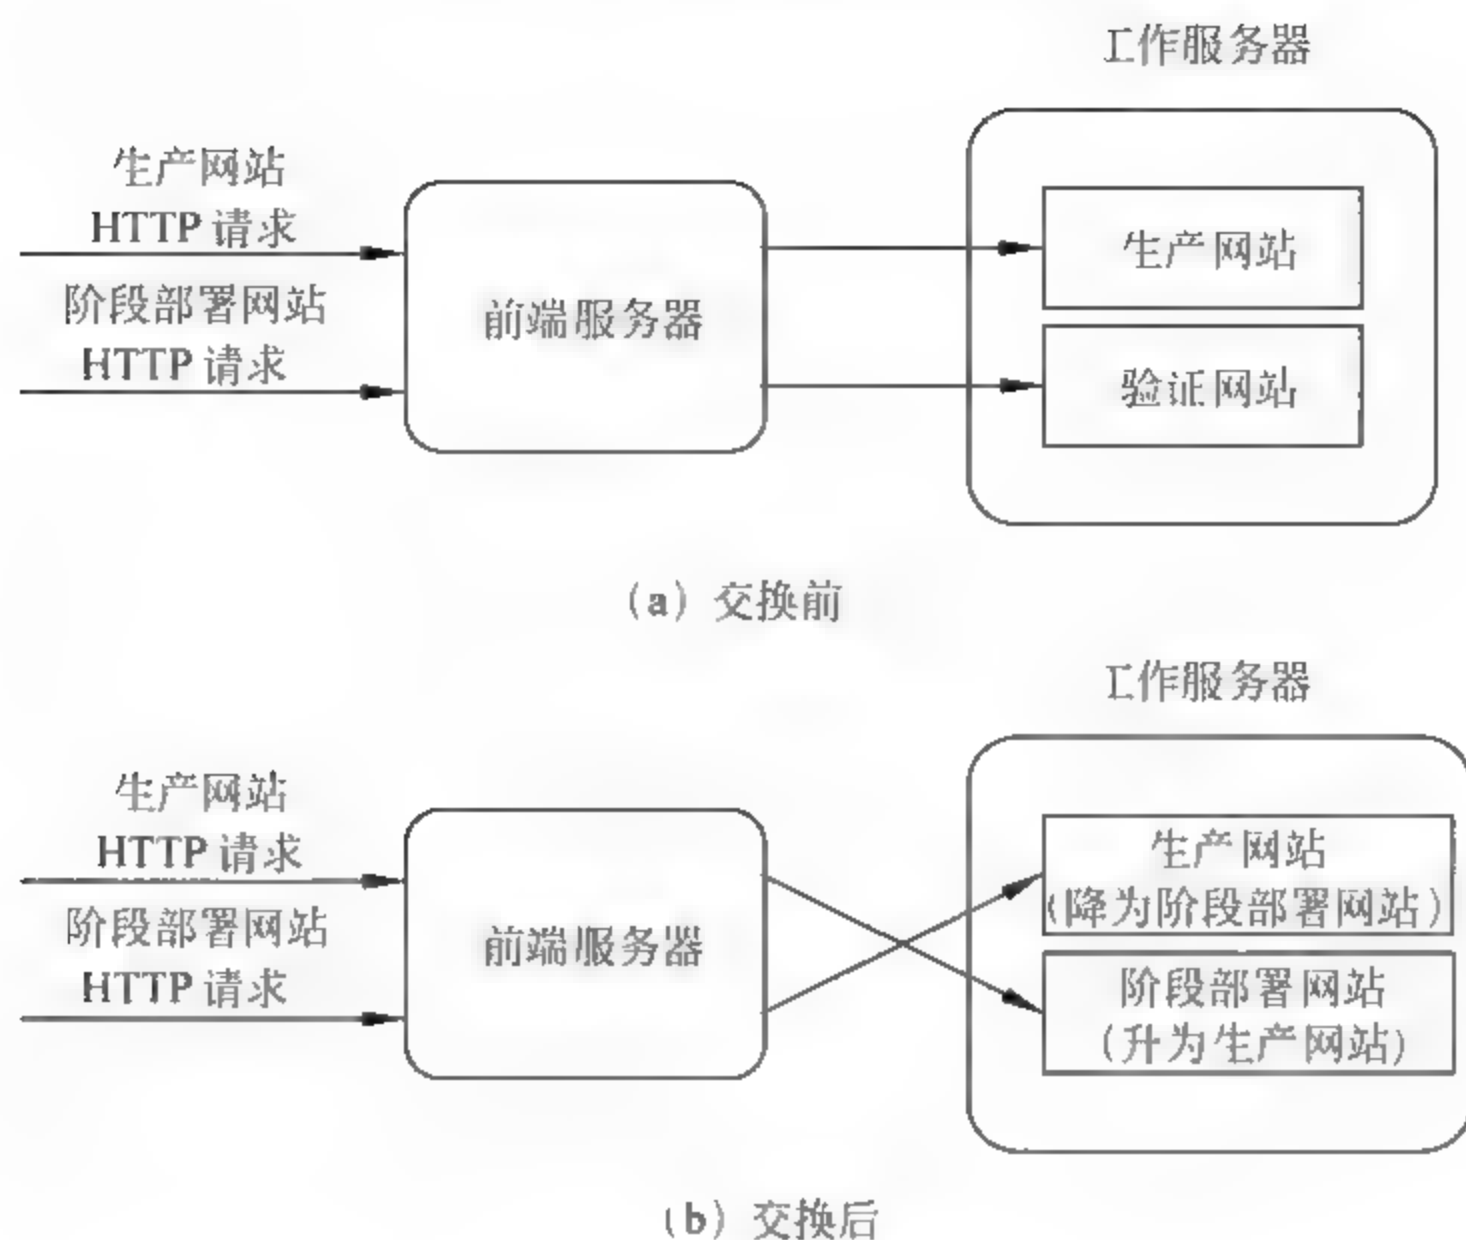 工作服务器
生产网站
HTTP 请求
阶段部署网站
HTTP 请求
前端服务器
生产网站
验证网站
(a) 交换前
工作服务器
生产网站
HTTP 请求
阶段部署网站
HTTP 请求
前端服务器
生产网站
(降为阶段部署网站)
阶段部署网站
(升为生产网站)
(b) 交换后